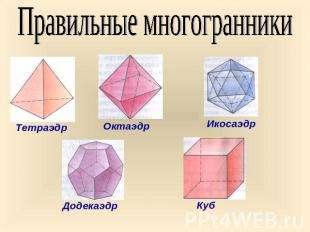 Правильные многогранники
Тетраэдр
Октаэдр
Икосаэдр
Додекаэдр
Куб
PPt4WEB.ru